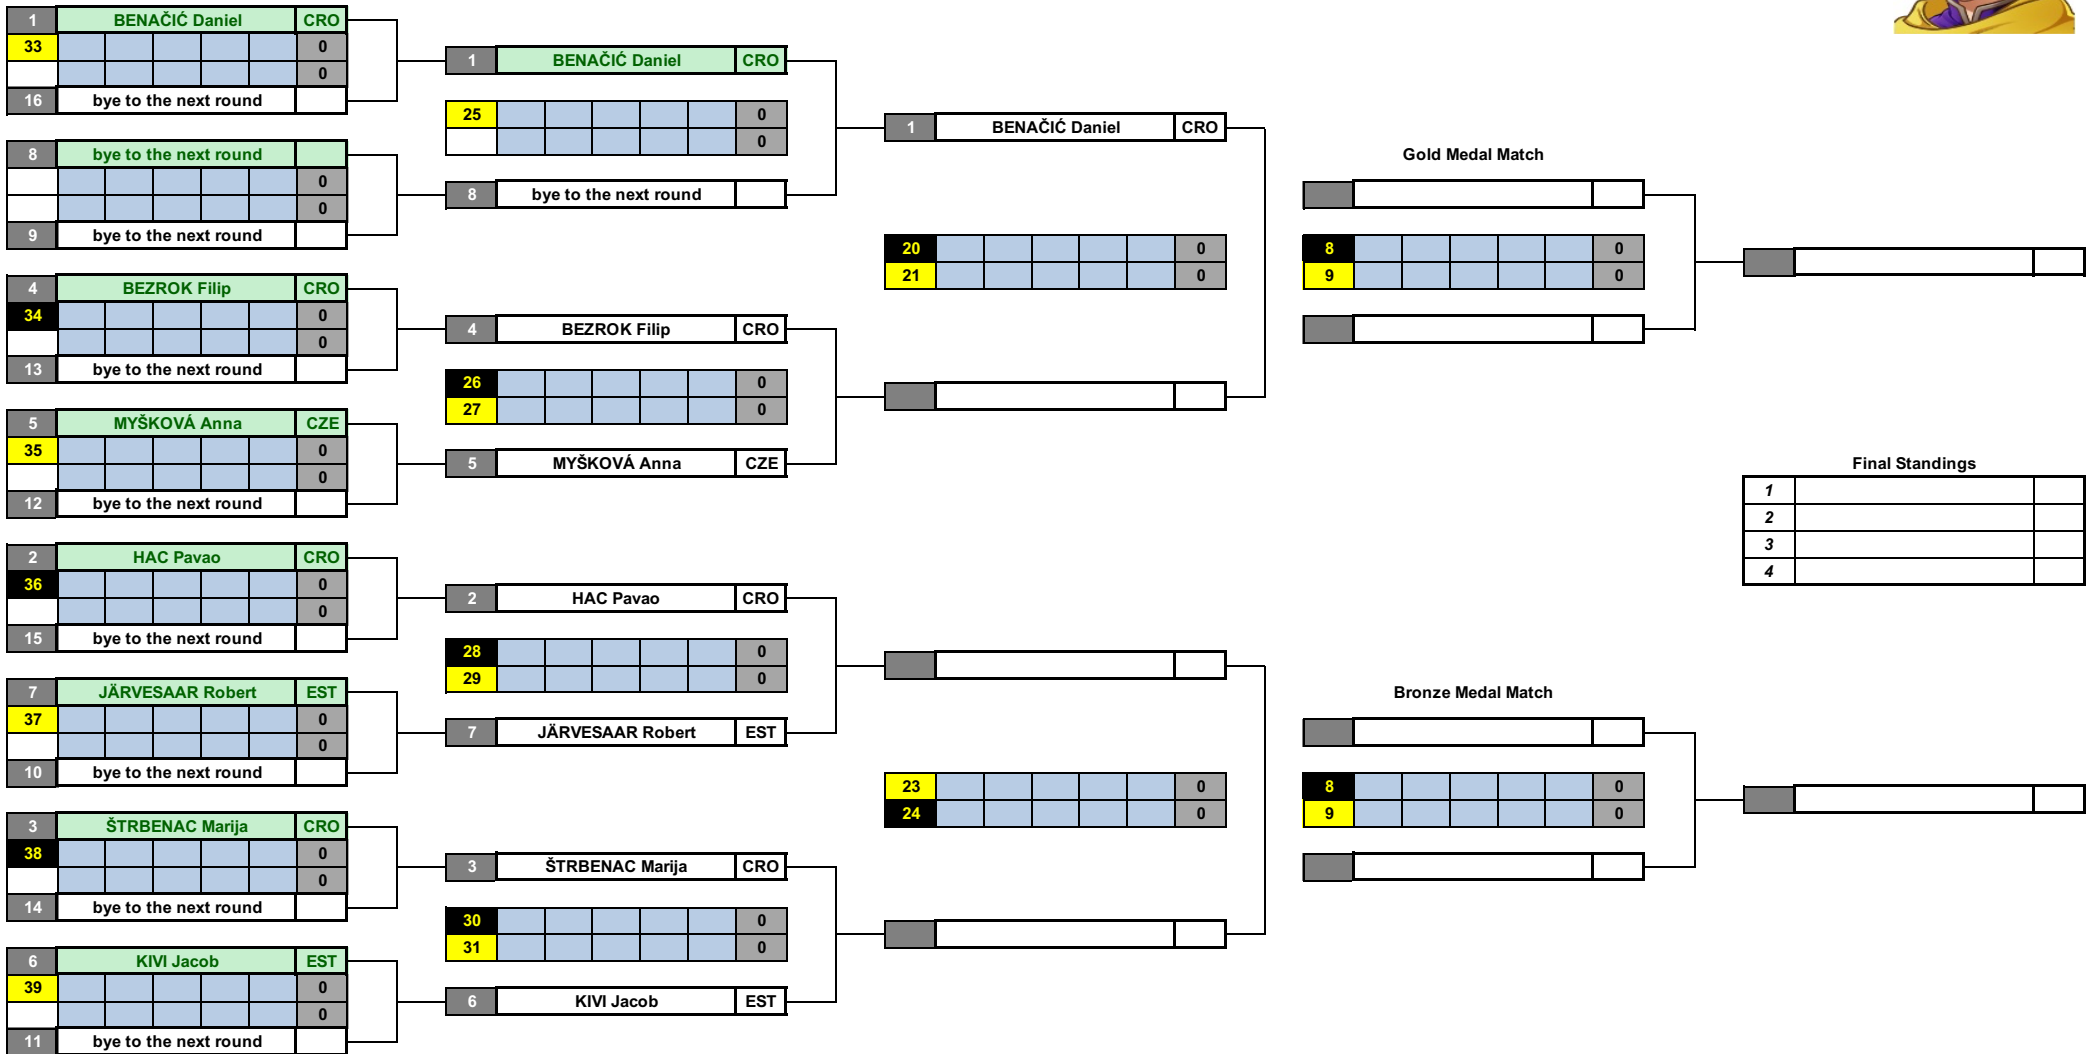 1 BENAČIĆ Daniel CRO
33 0
0
16 bye to the next round
8 bye to the next round
0
0
9 bye to the next round
4 BEZROK Filip CRO
34 0
0
13 bye to the next round
5 MYŠKOVÁ Anna CZE
35 0
0
12 bye to the next round
2 HAC Pavao CRO
36 0
0
15 bye to the next round
7 JÄRVESAAR Robert EST
37 0
0
10 bye to the next round
3 ŠTRBENAC Marija CRO
38 0
0
14 bye to the next round
6 KIVI Jacob EST
39 0
0
11 bye to the next round
1 BENAČIĆ Daniel CRO
25 0
0
8 bye to the next round
4 BEZROK Filip CRO
26 0
27 0
5 MYŠKOVÁ Anna CZE
2 HAC Pavao CRO
28 0
29 0
7 JÄRVESAAR Robert EST
3 ŠTRBENAC Marija CRO
30 0
31 0
6 KIVI Jacob EST
1 BENAČIĆ Daniel CRO
20 0
21 0
23 0
24 0
Gold Medal Match
8 0
9 0
Bronze Medal Match
8 0
9 0
Final Standings
1
2
3
4